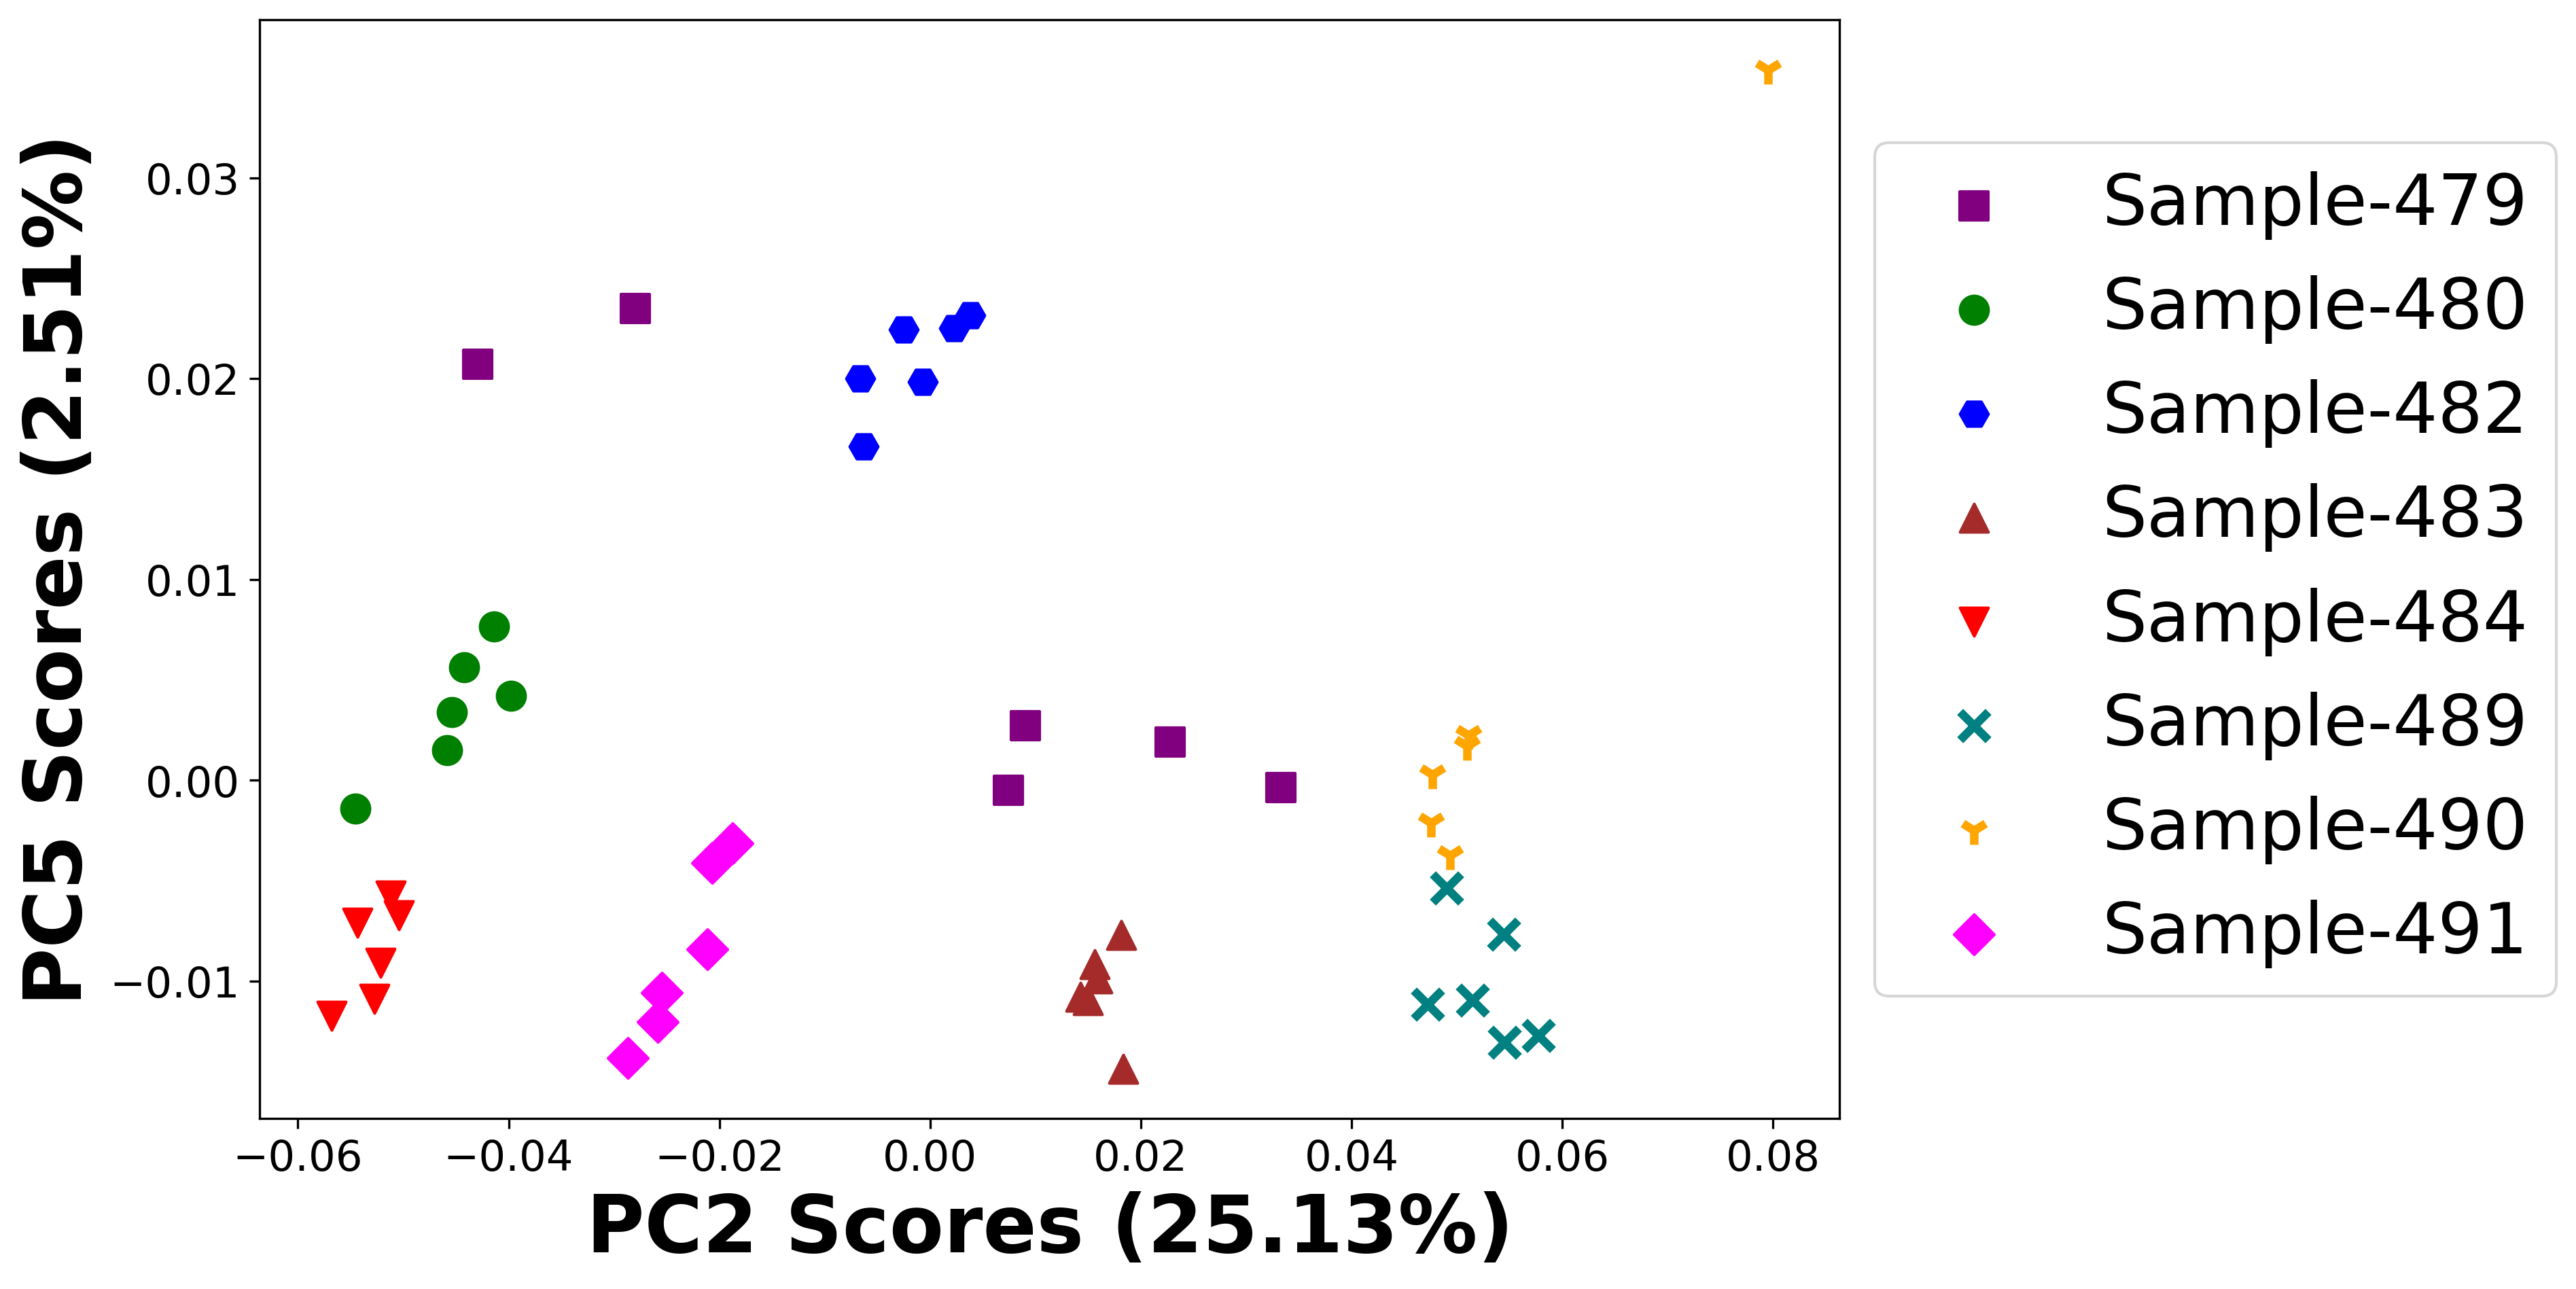 PC5 Scores (2.51%)
0.03
0.02
0.01
0.00
−0.01
−0.06
−0.04
−0.02
0.00
0.02
0.04
0.06
0.08
PC2 Scores (25.13%)
Sample-479
Sample-480
Sample-482
Sample-483
Sample-484
Sample-489
Sample-490
Sample-491